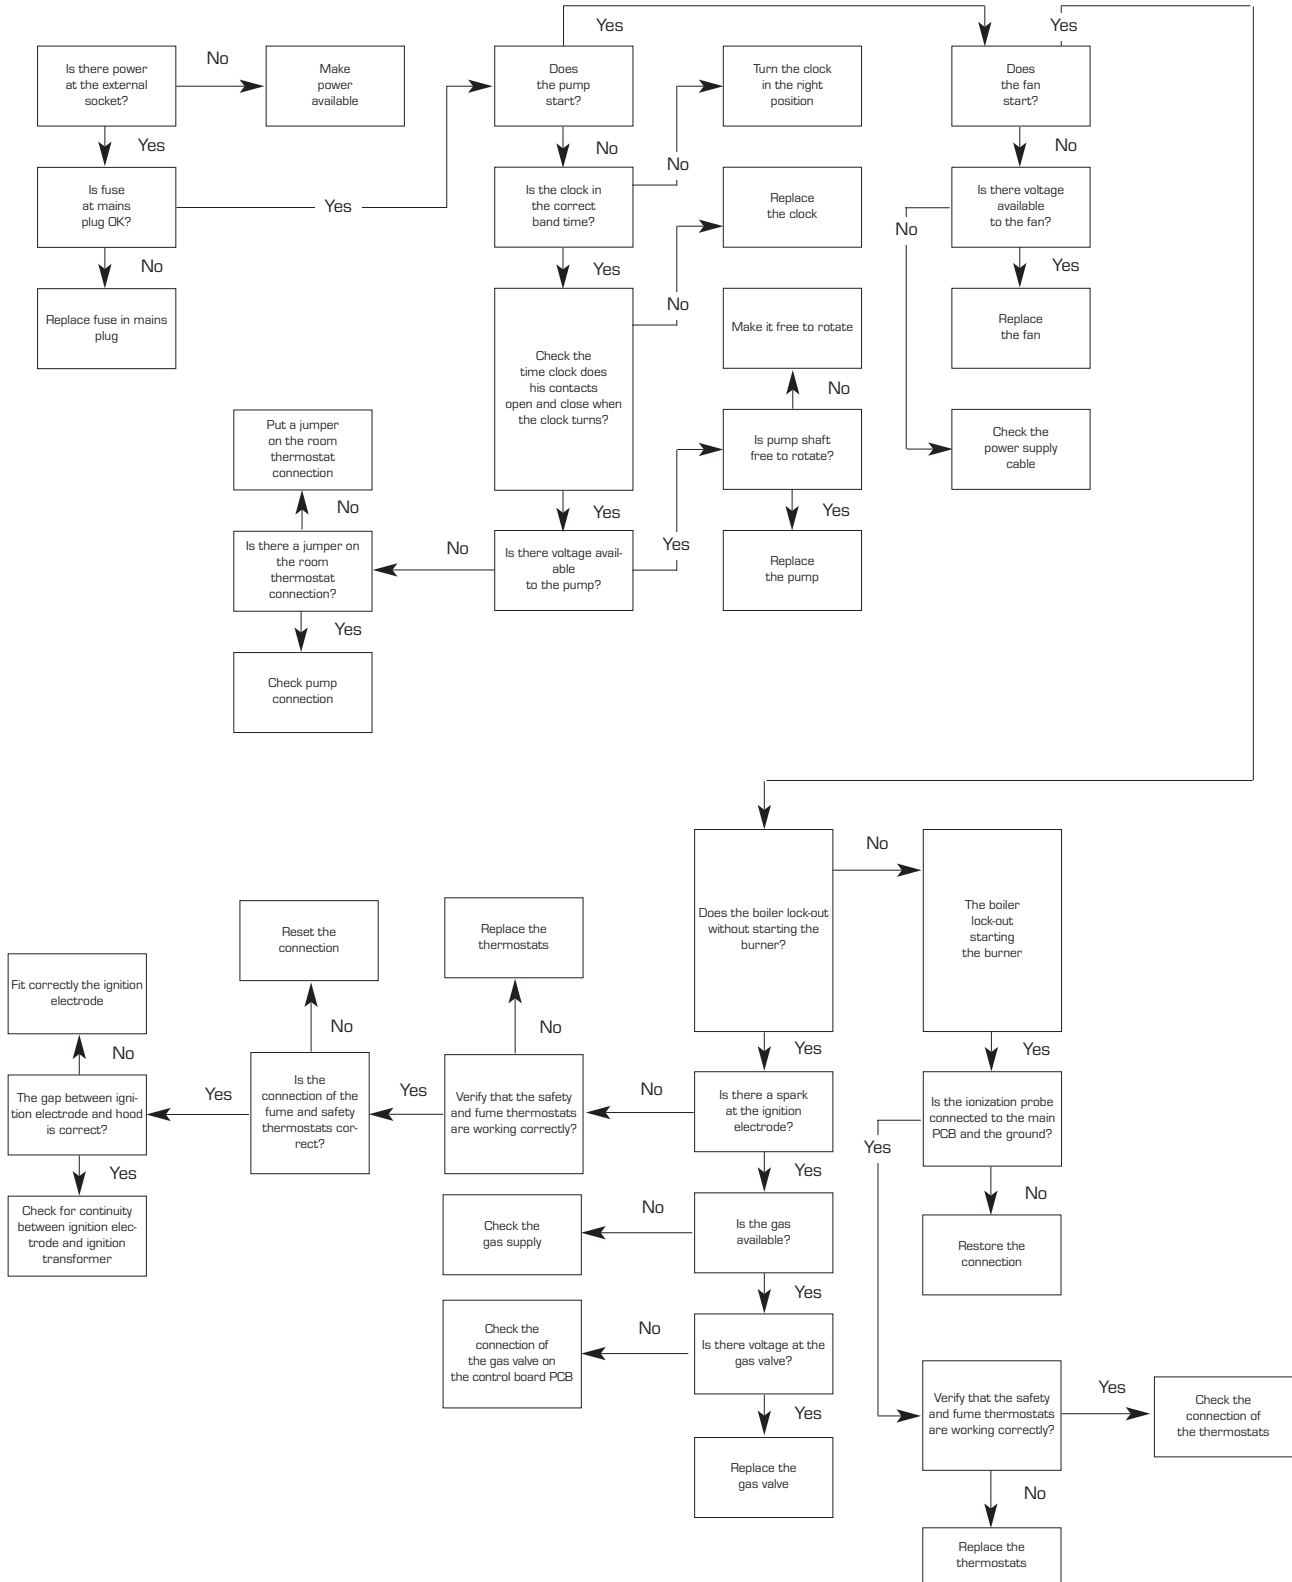 Yes
Yes
Is there power
at the external
socket?
No
Make
power
available
Does
the pump
start?
Turn the clock
in the right
position
Does
the fan
start?
Yes
No
No
No
Is fuse
at mains
plug OK?
Yes
Is the clock in
the correct
band time?
Replace
the clock
Is there voltage
available
to the fan?
No
No
Yes
Yes
Replace fuse in mains
plug
No
Check the
time clock does
his contacts
open and close when
the clock turns?
Make it free to rotate
Replace
the fan
No
Put a jumper
on the room
thermostat
connection
Is pump shaft
free to rotate?
Check the
power supply
cable
No
Yes
Yes
Is there a jumper on
the room
thermostat
connection?
No
Is there voltage avail-
able
to the pump?
Yes
Replace
the pump
Yes
Check pump
connection
No
Does the boiler lock-out
without starting the
burner?
The boiler
lock-out
starting
the burner
Reset the
connection
Replace the
thermostats
Fit correctly the ignition
electrode
No
No
No
Yes
Yes
The gap between igni-
tion electrode and hood
is correct?
Yes
Is the
connection of the
fume and safety
thermostats cor-
rect?
Yes
Verify that the safety
and fume thermostats
are working correctly?
No
Is there a spark
at the ignition
electrode?
Is the ionization probe
connected to the main
PCB and the ground?
Yes
Yes
Yes
No
Check for continuity
between ignition elec-
trode and ignition
transformer
Check the
gas supply
No
Is the gas
available?
Restore the
connection
Yes
Check the
connection of
the gas valve on
the control board PCB
No
Is there voltage at the
gas valve?
Yes
Verify that the safety
and fume thermostats
are working correctly?
Yes
Check the
connection of
the thermostats
Replace the
gas valve
No
Replace the
thermostats